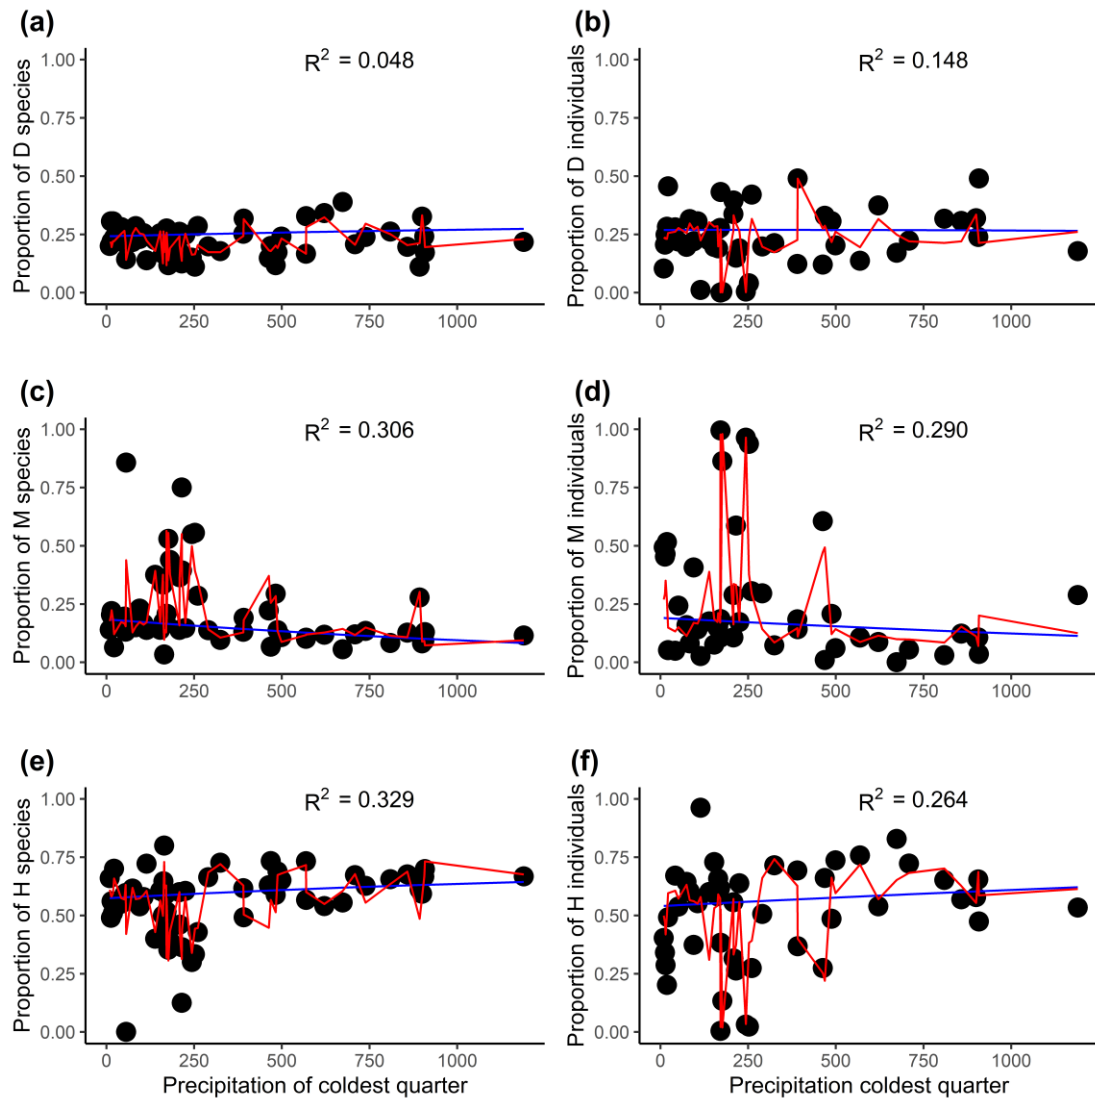 (a)
R² = 0.048
Proportion of D species
1.00
0.75
0.50
0.25
0.00
0 250 500 750 1000
(b)
R² = 0.148
Proportion of D individuals
1.00
0.75
0.50
0.25
0.00
0 250 500 750 1000
(c)
R² = 0.306
Proportion of M species
1.00
0.75
0.50
0.25
0.00
0 250 500 750 1000
(d)
R² = 0.290
Proportion of M individuals
1.00
0.75
0.50
0.25
0.00
0 250 500 750 1000
(e)
R² = 0.329
Proportion of H species
1.00
0.75
0.50
0.25
0.00
0 250 500 750 1000
Precipitation of coldest quarter
(f)
R² = 0.264
Proportion of H individuals
1.00
0.75
0.50
0.25
0.00
0 250 500 750 1000
Precipitation coldest quarter